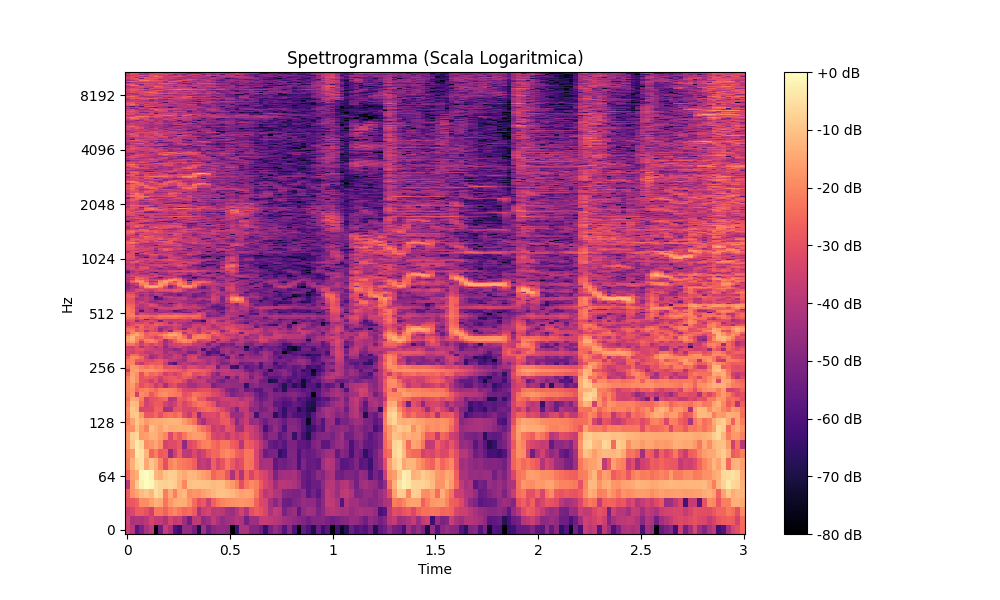 Spettrogramma (Scala Logaritmica)
Hz
8192
4096
2048
1024
512
256
128
64
0
0
0.5
1
1.5
2
2.5
3
Time
+0 dB
-10 dB
-20 dB
-30 dB
-40 dB
-50 dB
-60 dB
-70 dB
-80 dB